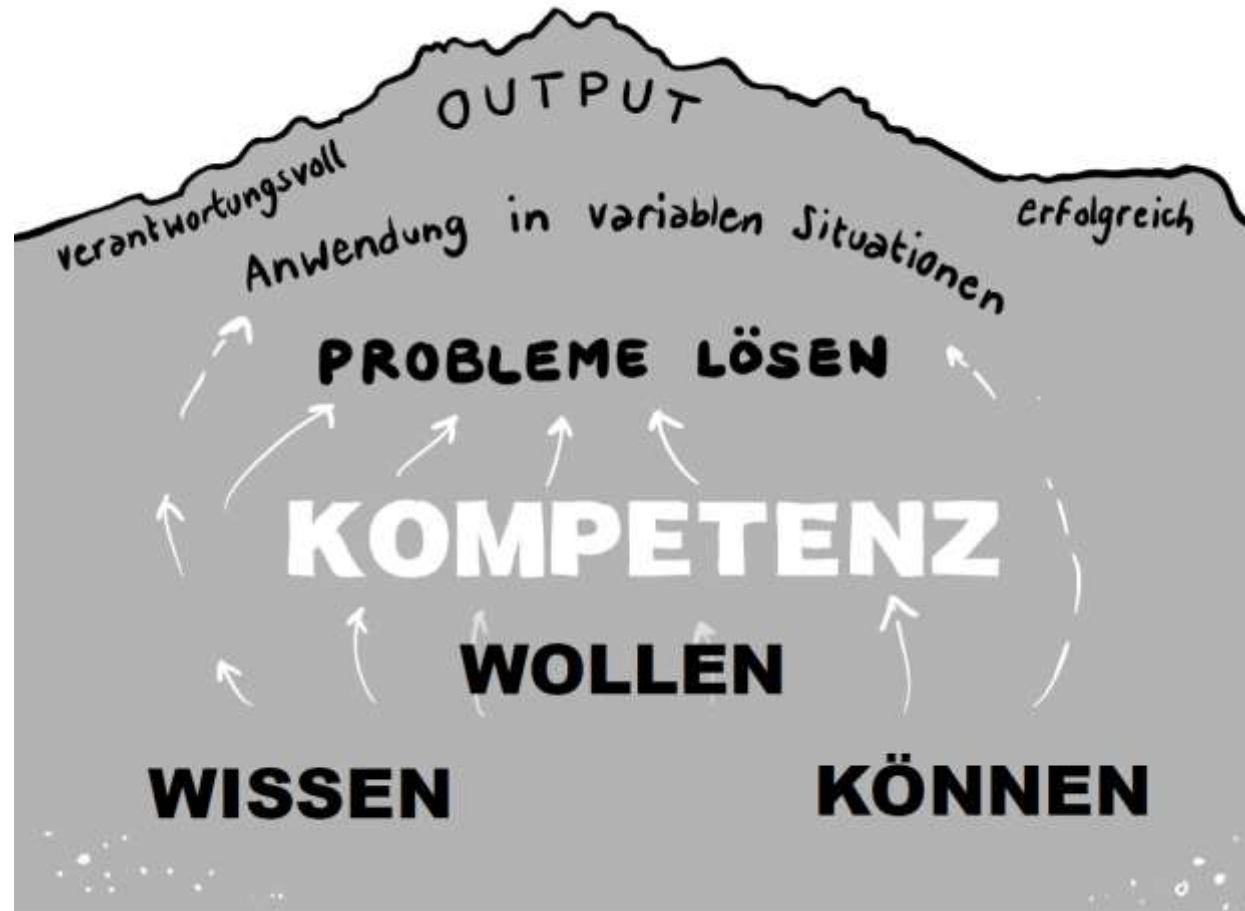 OUTPUT
verantwortungsvoll
erfolgreich
Anwendung in variablen Situationen
PROBLEME LÖSEN
KOMPETENZ
WOLLEN
WISSEN
KÖNNEN